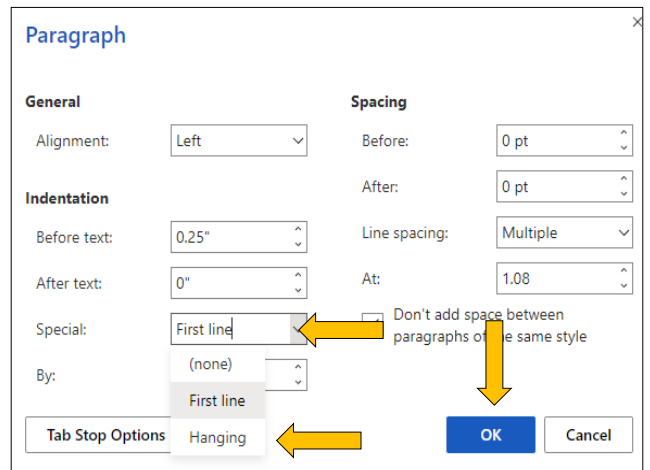 Paragraph
General
Alignment: Left
Indentation
Before text: 0.25"
After text: 0"
Special: First line
(none)
First line
Hanging
By:
Tab Stop Options
Spacing
Before: 0 pt
After: 0 pt
Line spacing: Multiple
At: 1.08
Don't add space between
paragraphs of the same style
OK Cancel